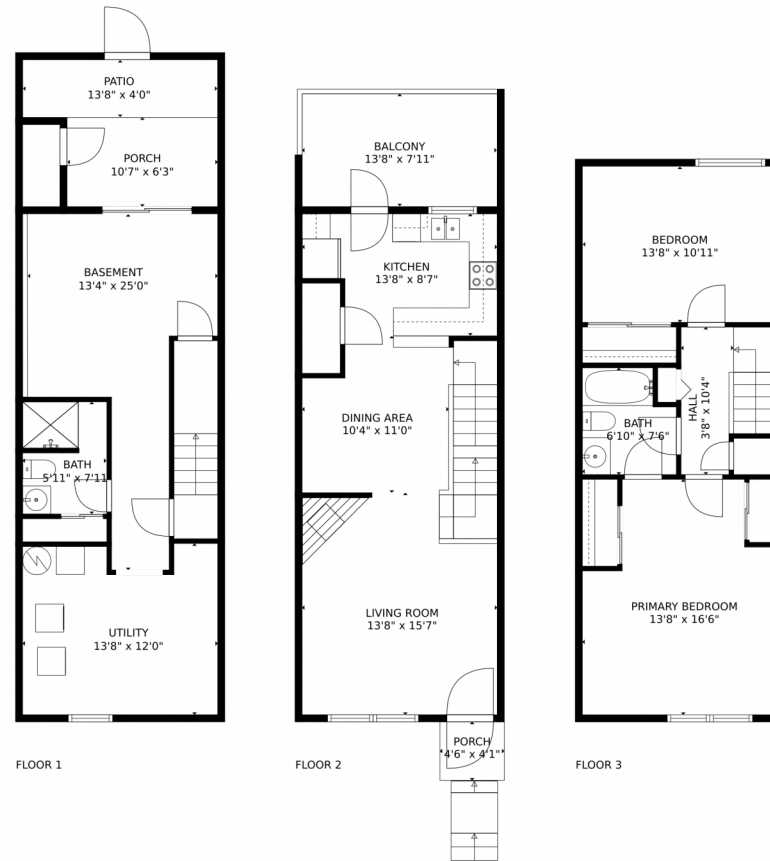 PATIO
13'8" x 4'0"
PORCH
10'7" x 6'3"
BASEMENT
13'4" x 25'0"
BATH
5'11" x 7'11
UTILITY
13'8" x 12'0"
FLOOR 1
BALCONY
13'8" x 7'11"
KITCHEN
13'8" x 8'7"
DINING AREA
10'4" x 11'0"
LIVING ROOM
13'8" x 15'7"
PORCH
4'6" x 4'1"
FLOOR 2
BEDROOM
13'8" x 10'11"
HALL
3'8" x 10'4"
BATH
6'10" x 7'6"
PRIMARY BEDROOM
13'8" x 16'6"
FLOOR 3